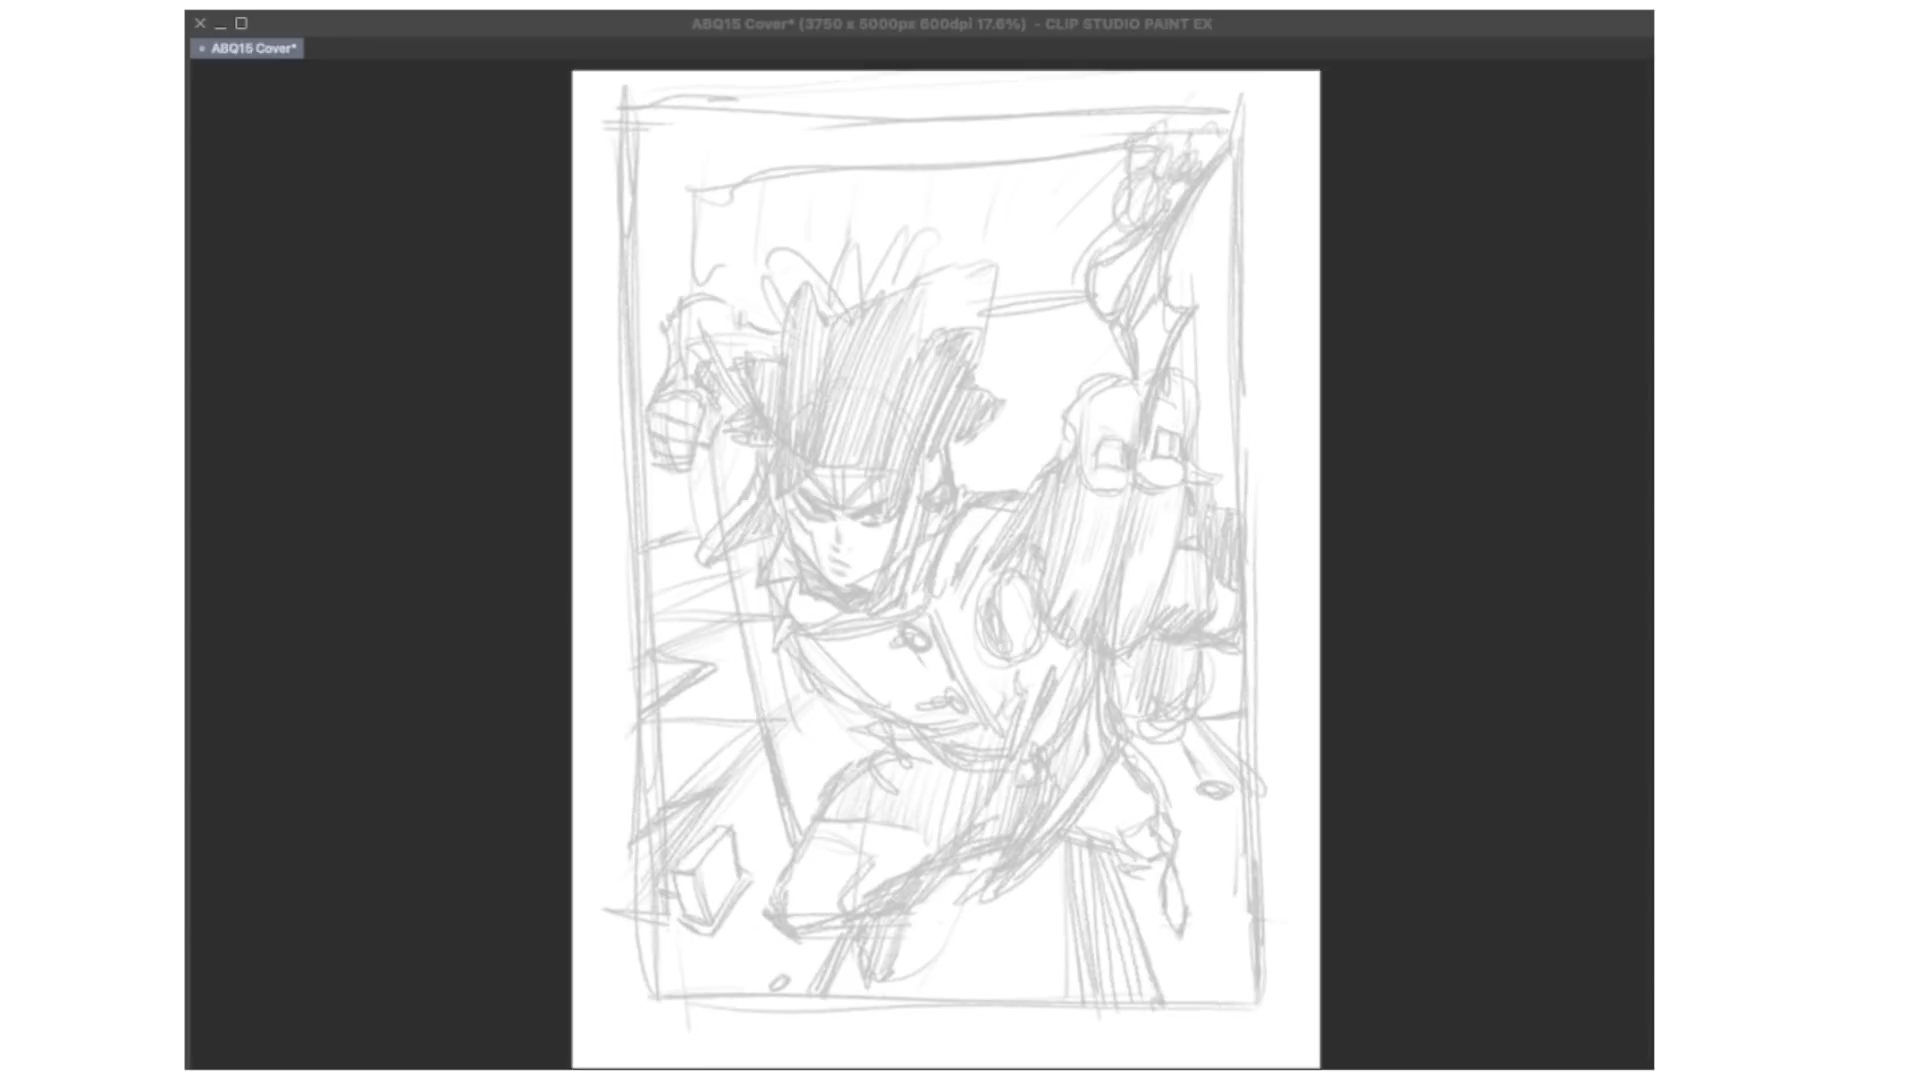 ABQ15 Cover* (3750 x 5000px 600dpi 17.6%) - CLIP STUDIO PAINT EX
ABQ15 Cover*